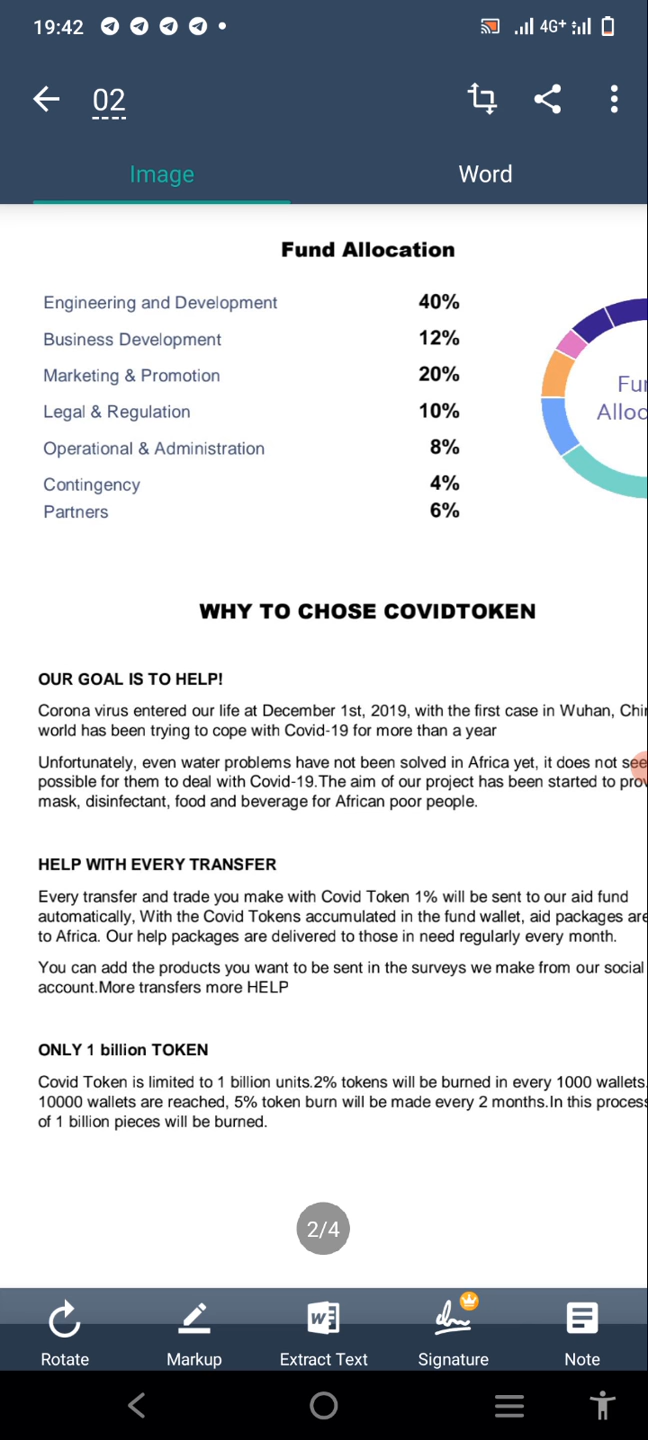 19:42 4G+
02
Image Word
Fund Allocation
Engineering and Development 40%
Business Development 12%
Marketing & Promotion 20%
Legal & Regulation 10%
Operational & Administration 8%
Contingency 4%
Partners 6%
WHY TO CHOSE COVIDTOKEN
OUR GOAL IS TO HELP!
Corona virus entered our life at December 1st, 2019, with the first case in Wuhan,
world has been trying to cope with Covid-19 for more than a year
Unfortunately, even water problems have not been solved in Africa yet, it does not
possible for them to deal with Covid-19.The aim of our project has been started to
mask, disinfectant, food and beverage for African poor people.
HELP WITH EVERY TRANSFER
Every transfer and trade you make with Covid Token 1% will be sent to our aid fund
automatically, With the Covid Tokens accumulated in the fund wallet, aid packages are
to Africa. Our help packages are delivered to those in need regularly every month.
You can add the products you want to be sent in the surveys we make from our social
account.More transfers more HELP
ONLY 1 billion TOKEN
Covid Token is limited to 1 billion units.2% tokens will be burned in every 1000 wallets.
10000 wallets are reached, 5% token burn will be made every 2 months.In this process
of 1 billion pieces will be burned.
2/4
Rotate Markup Extract Text Signature Note